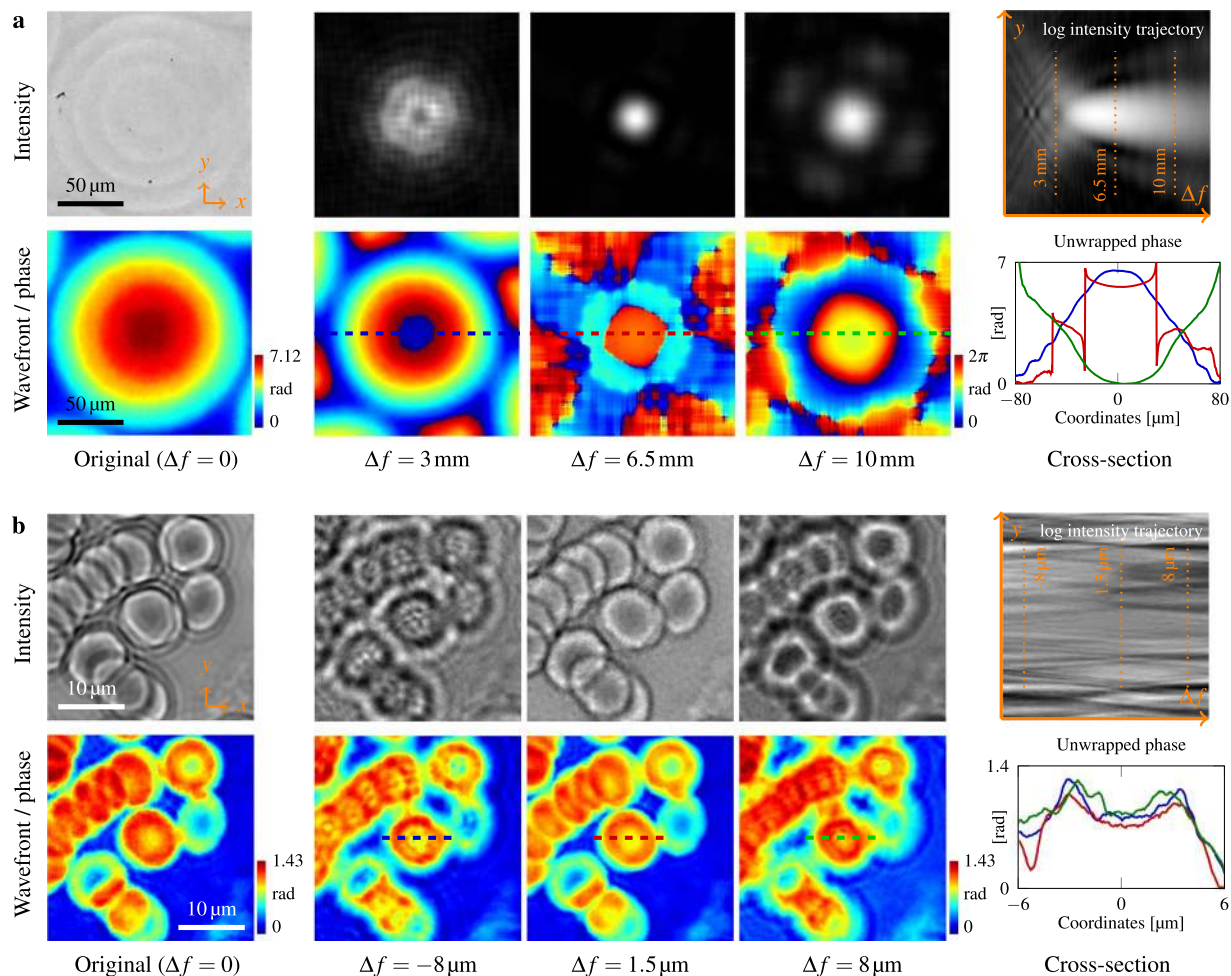 a
Intensity
50 µm
y
x
log intensity trajectory
y
3 mm
6.5 mm
10 mm
Δf
Wavefront / phase
50 µm
7.12
rad
0
2π
rad
0
Unwrapped phase
7
[rad]
0
−80
0
80
Coordinates [µm]
Original (Δf = 0)
Δf = 3 mm
Δf = 6.5 mm
Δf = 10 mm
Cross-section
b
Intensity
10 µm
y
x
log intensity trajectory
y
8 µm
1.5 µm
8 µm
Δf
Wavefront / phase
10 µm
1.43
rad
0
1.43
rad
0
Unwrapped phase
1.4
[rad]
0
−6
0
6
Coordinates [µm]
Original (Δf = 0)
Δf = −8 µm
Δf = 1.5 µm
Δf = 8 µm
Cross-section